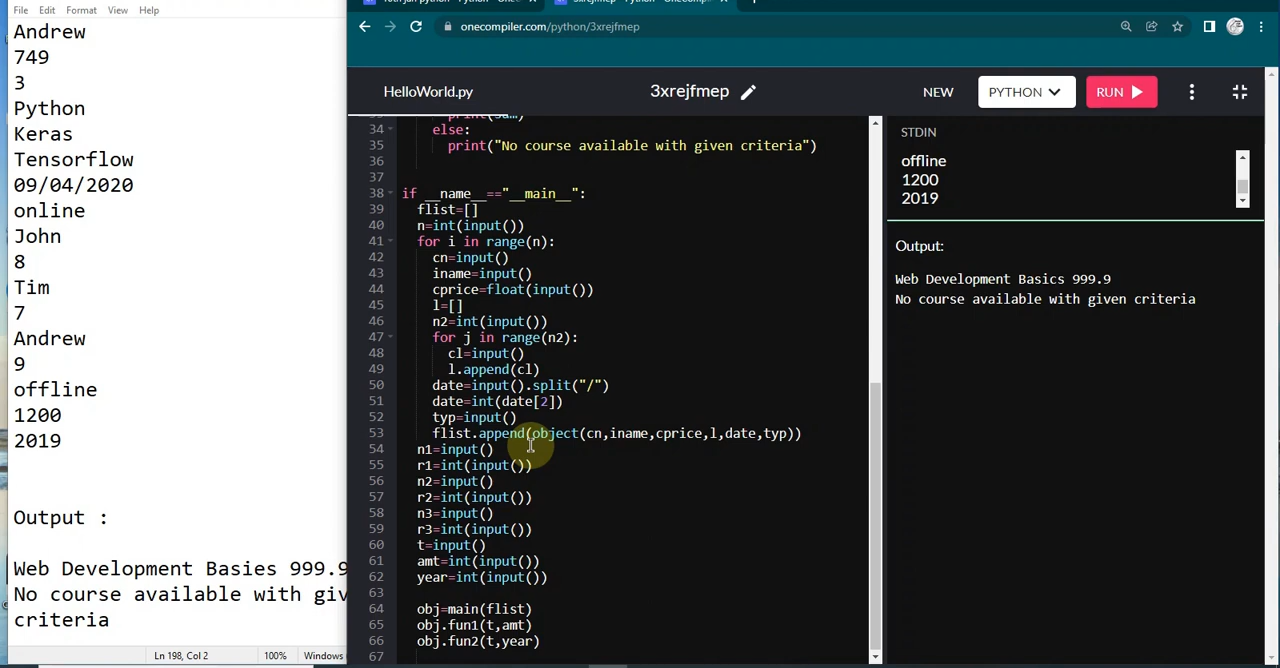 File Edit Format View Help
Andrew
749
3
Python
Keras
Tensorflow
09/04/2020
online
John
8
Tim
7
Andrew
9
offline
1200
2019
Output :
Web Development Basies 999.9
No course available with giv
criteria
Ln 198, Col 2 100% Windows
onecompiler.com/python/3xrejfmep
HelloWorld.py
3xrejfmep
NEW
PYTHON
RUN
34 else:
35 print("No course available with given criteria")
36
37
38 if __name__=="__main__":
39 flist=[]
40 n=int(input())
41 for i in range(n):
42 cn=input()
43 iname=input()
44 cprice=float(input())
45 l=[]
46 n2=int(input())
47 for j in range(n2):
48 cl=input()
49 l.append(cl)
50 date=input().split("/")
51 date=int(date[2])
52 typ=input()
53 flist.append(object(cn,iname,cprice,l,date,typ))
54 n1=input()
55 r1=int(input())
56 n2=input()
57 r2=int(input())
58 n3=input()
59 r3=int(input())
60 t=input()
61 amt=int(input())
62 year=int(input())
63
64 obj=main(flist)
65 obj.fun1(t,amt)
66 obj.fun2(t,year)
67
STDIN
offline
1200
2019
Output:
Web Development Basics 999.9
No course available with given criteria